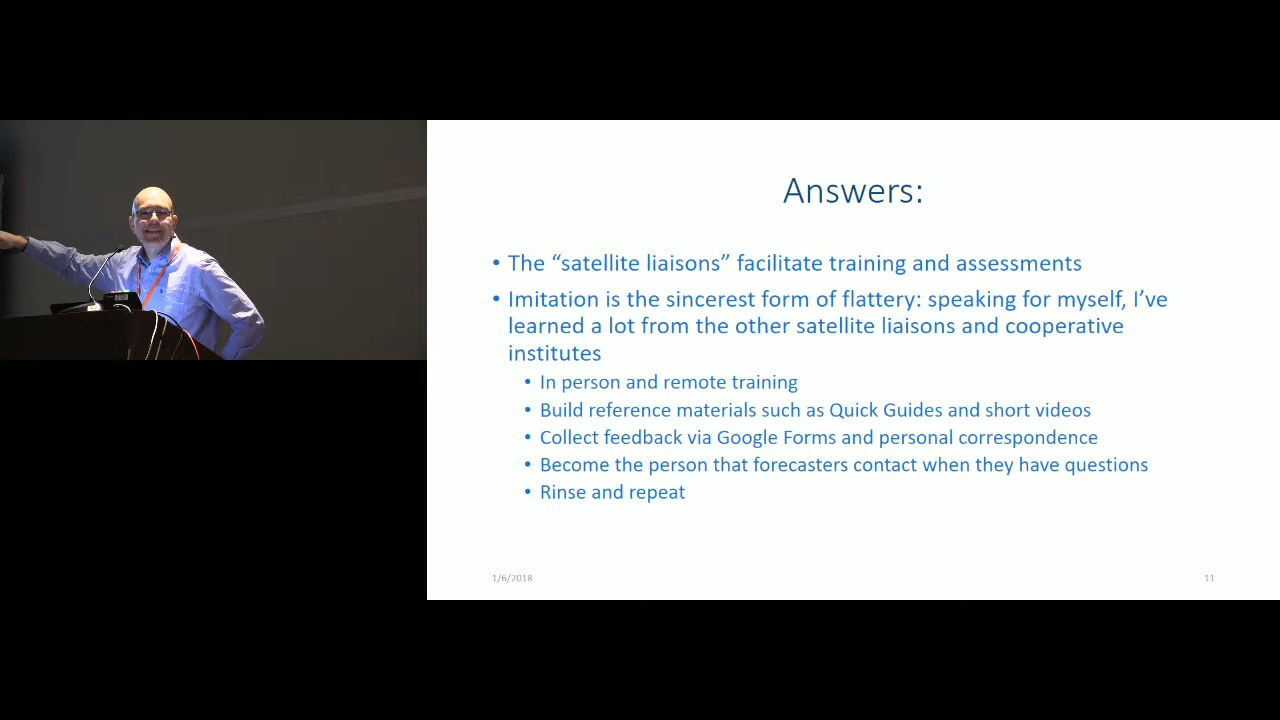 Answers:
• The “satellite liaisons” facilitate training and assessments
• Imitation is the sincerest form of flattery: speaking for myself, I’ve
learned a lot from the other satellite liaisons and cooperative
institutes
• In person and remote training
• Build reference materials such as Quick Guides and short videos
• Collect feedback via Google Forms and personal correspondence
• Become the person that forecasters contact when they have questions
• Rinse and repeat
1/6/2018
11